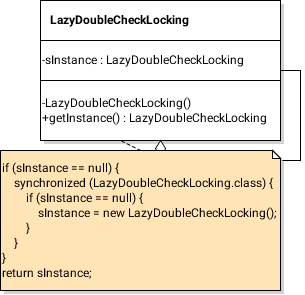 LazyDoubleCheckLocking
-sInstance : LazyDoubleCheckLocking
-LazyDoubleCheckLocking()
+getInstance() : LazyDoubleCheckLocking
if (sInstance == null) {
synchronized (LazyDoubleCheckLocking.class) {
if (sInstance == null) {
sInstance = new LazyDoubleCheckLocking();
}
}
}
return sInstance;